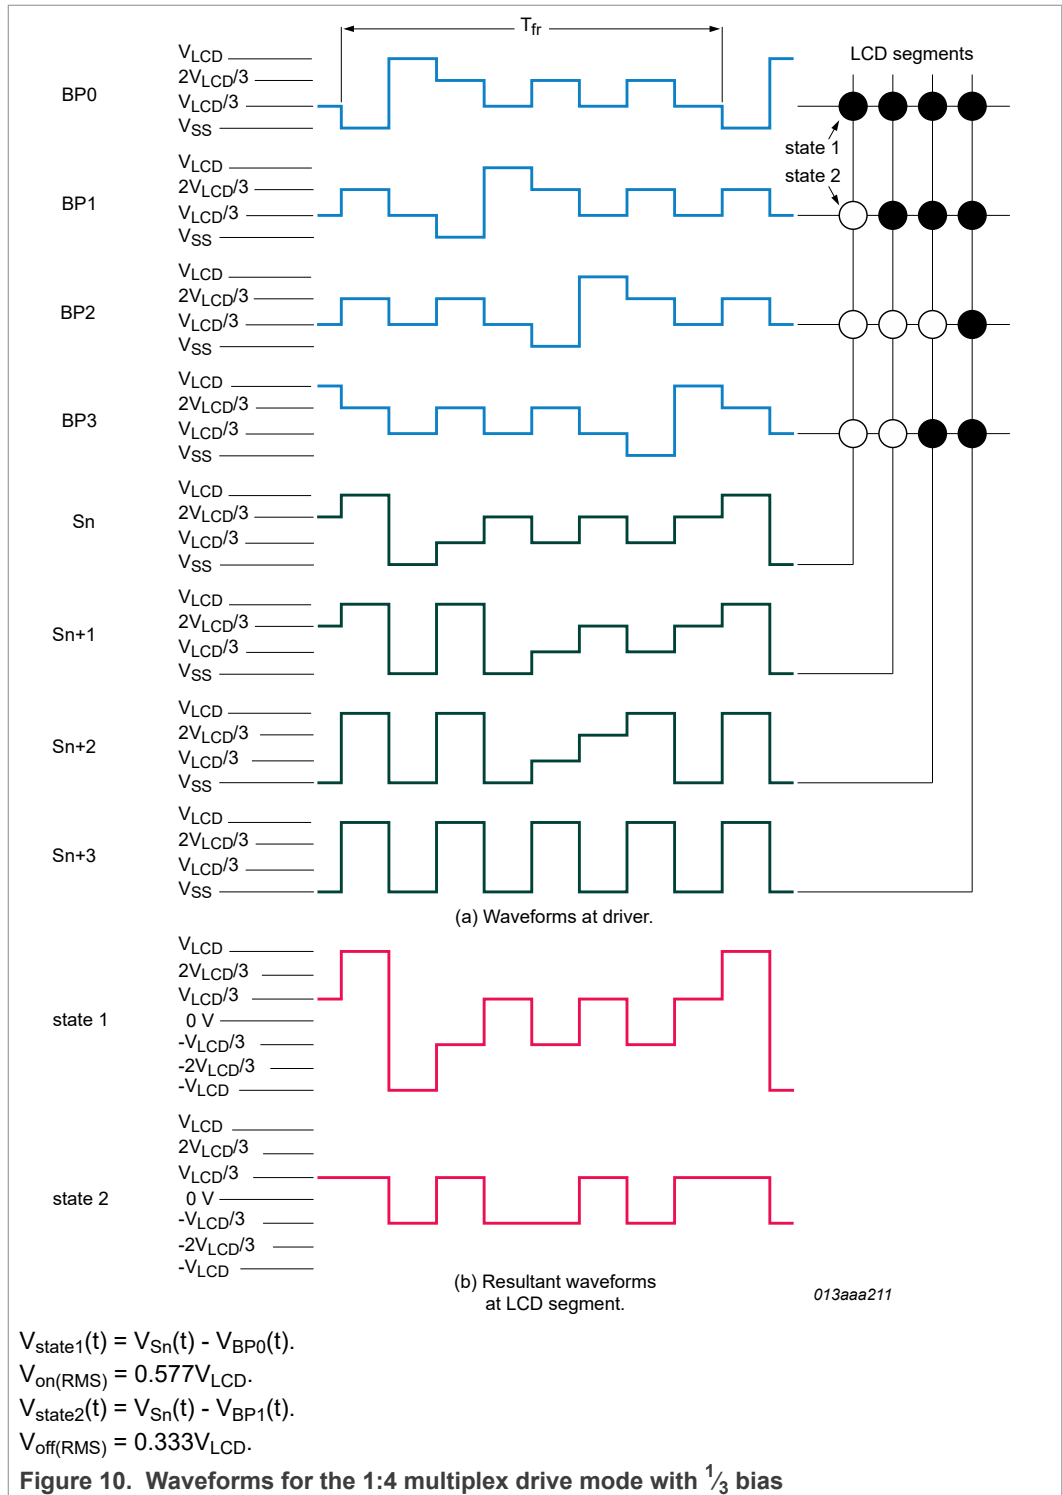 Tfr
LCD segments
BP0
VLCD
2VLCD/3
VLCD/3
VSS
state 1
state 2
BP1
VLCD
2VLCD/3
VLCD/3
VSS
BP2
VLCD
2VLCD/3
VLCD/3
VSS
BP3
VLCD
2VLCD/3
VLCD/3
VSS
Sn
VLCD
2VLCD/3
VLCD/3
VSS
Sn+1
VLCD
2VLCD/3
VLCD/3
VSS
Sn+2
VLCD
2VLCD/3
VLCD/3
VSS
Sn+3
VLCD
2VLCD/3
VLCD/3
VSS
(a) Waveforms at driver.
state 1
VLCD
2VLCD/3
VLCD/3
0 V
-VLCD/3
-2VLCD/3
-VLCD
state 2
VLCD
2VLCD/3
VLCD/3
0 V
-VLCD/3
-2VLCD/3
-VLCD
(b) Resultant waveforms
at LCD segment.
013aaa211
Vstate1(t) = VSn(t) - VBP0(t).
Von(RMS) = 0.577VLCD.
Vstate2(t) = VSn(t) - VBP1(t).
Voff(RMS) = 0.333VLCD.
Figure 10. Waveforms for the 1:4 multiplex drive mode with 1/3 bias